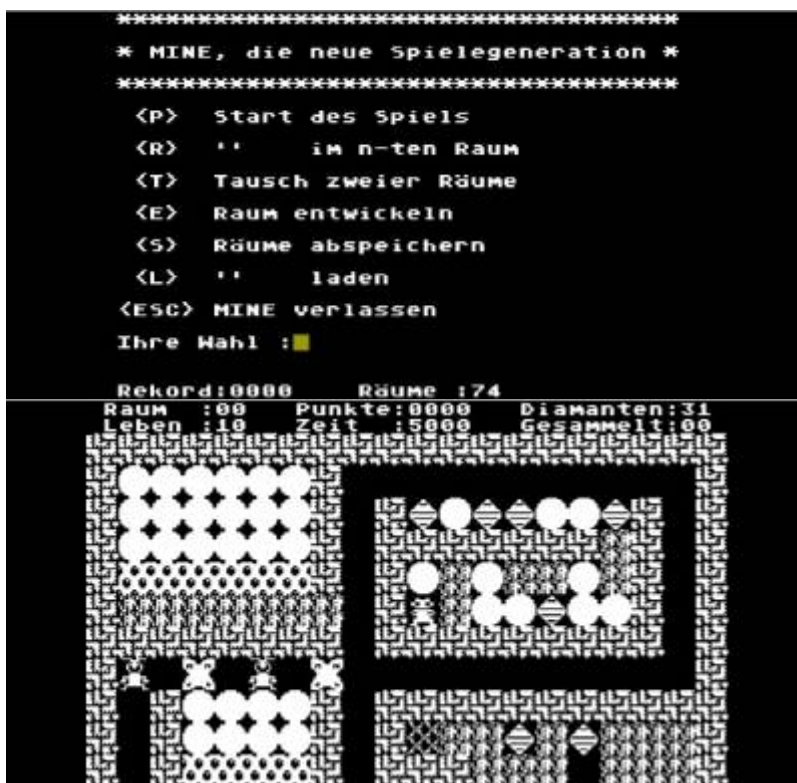 ***********************************
* MINE, die neue Spielegeneration *
***********************************
<P> Start des Spiels
<R> '' im n-ten Raum
<T> Tausch zweier Räume
<E> Raum entwickeln
<S> Räume abspeichern
<L> '' laden
<ESC> MINE verlassen
Ihre Wahl :
Rekord:0000 Räume :74
Raum :00 Punkte:0000 Diamanten:31
Leben :10 Zeit :5000 Gesammelt:00